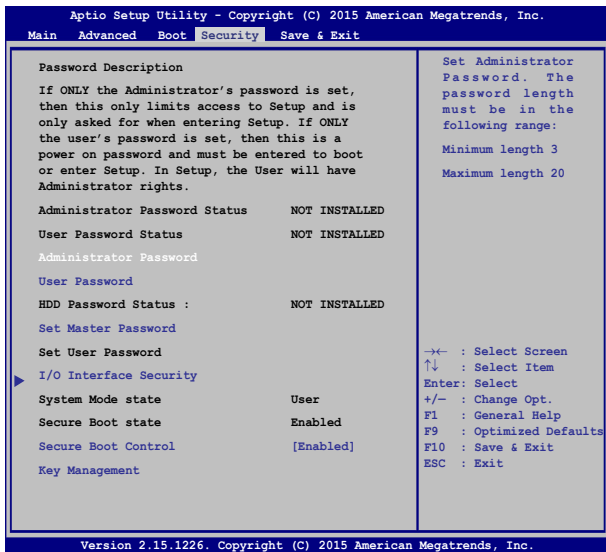 Aptio Setup Utility - Copyright (C) 2015 American Megatrends, Inc.
Main Advanced Boot Security Save & Exit
Password Description
If ONLY the Administrator's password is set,
then this only limits access to Setup and is
only asked for when entering Setup. If ONLY
the user's password is set, then this is a
power on password and must be entered to boot
or enter Setup. In Setup, the User will have
Administrator rights.
Administrator Password Status NOT INSTALLED
User Password Status NOT INSTALLED
Administrator Password
User Password
HDD Password Status : NOT INSTALLED
Set Master Password
Set User Password
I/O Interface Security
System Mode state User
Secure Boot state Enabled
Secure Boot Control [Enabled]
Key Management
Set Administrator
Password. The
password length
must be in the
following range:
Minimum length 3
Maximum length 20
→← : Select Screen
↑↓ : Select Item
Enter: Select
+/— : Change Opt.
F1 : General Help
F9 : Optimized Defaults
F10 : Save & Exit
ESC : Exit
Version 2.15.1226. Copyright (C) 2015 American Megatrends, Inc.